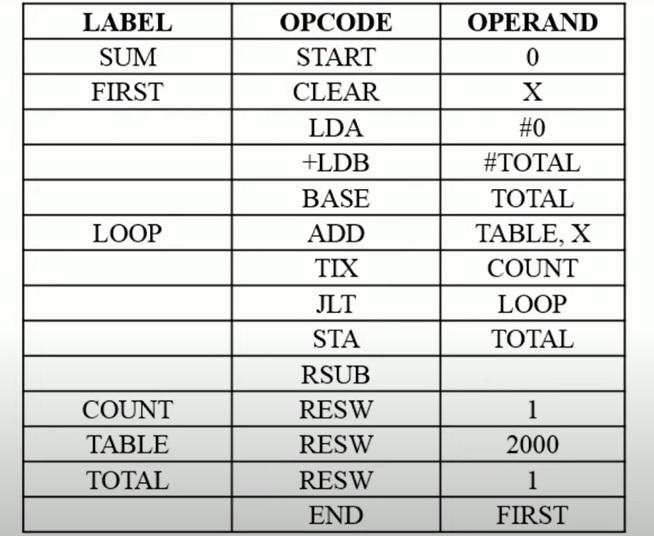 LABEL OPCODE OPERAND
SUM START 0
FIRST CLEAR X
LDA #0
+LDB #TOTAL
BASE TOTAL
LOOP ADD TABLE, X
TIX COUNT
JLT LOOP
STA TOTAL
RSUB
COUNT RESW 1
TABLE RESW 2000
TOTAL RESW 1
END FIRST